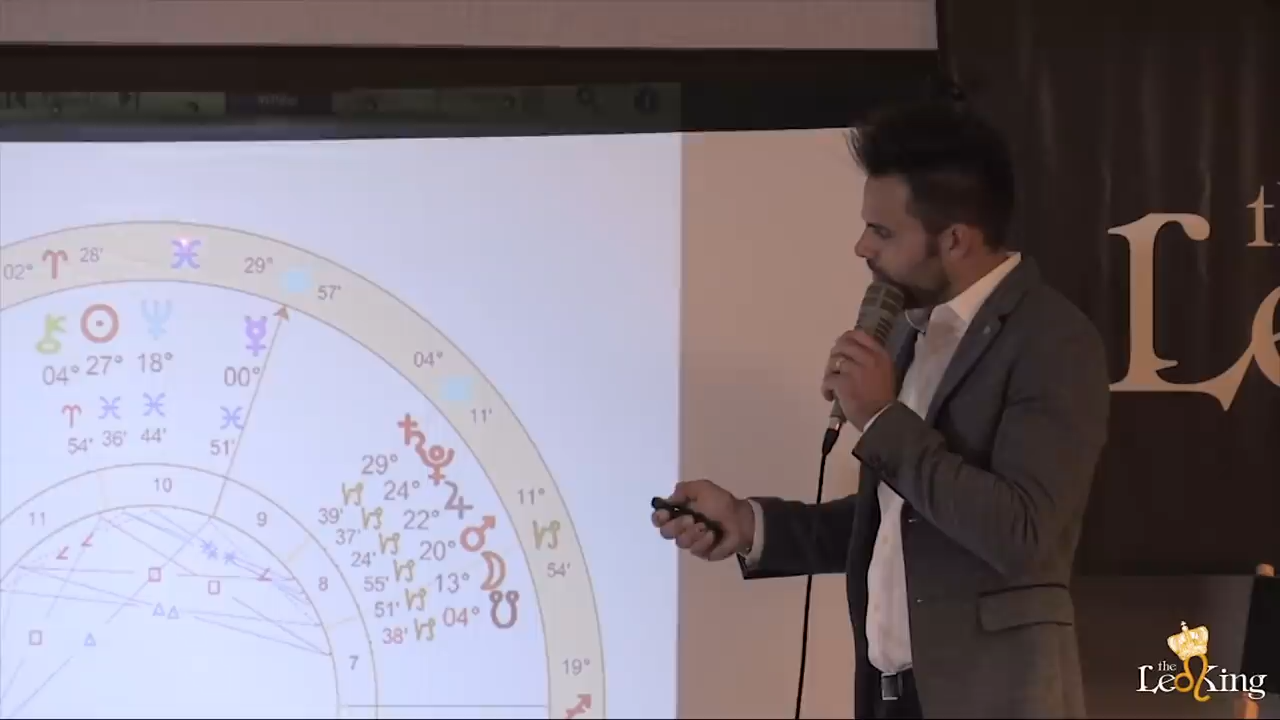 02° ♈ 28' ♓ 29° 57'
04° 27° 18° 00°
♈ ♓ ♓ ♓
54' 36' 44' 51'
04° 11'
29° 24° 22° 20° 13° 04°
♑ ♑ ♑ ♑ ♑ ♑
39' 37' 24' 55' 51' 38'
11° ♑ 54'
19° ♐
11 10 9 8 7
t
Le
the
LeoKing